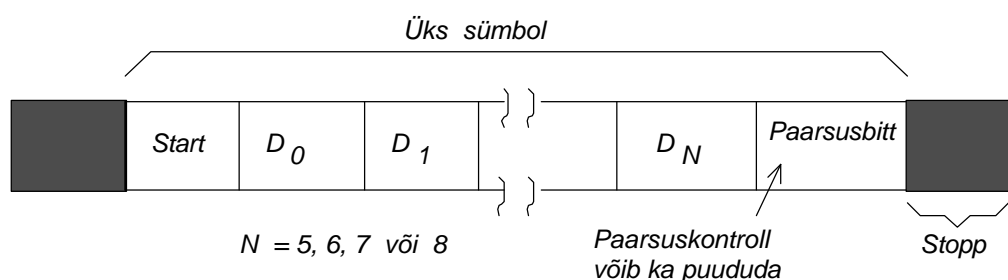 Üks sümbol
Start D 0 D 1 D N Paarsusbitt
N = 5, 6, 7 või 8
Paarsuskontroll
võib ka puududa
Stopp